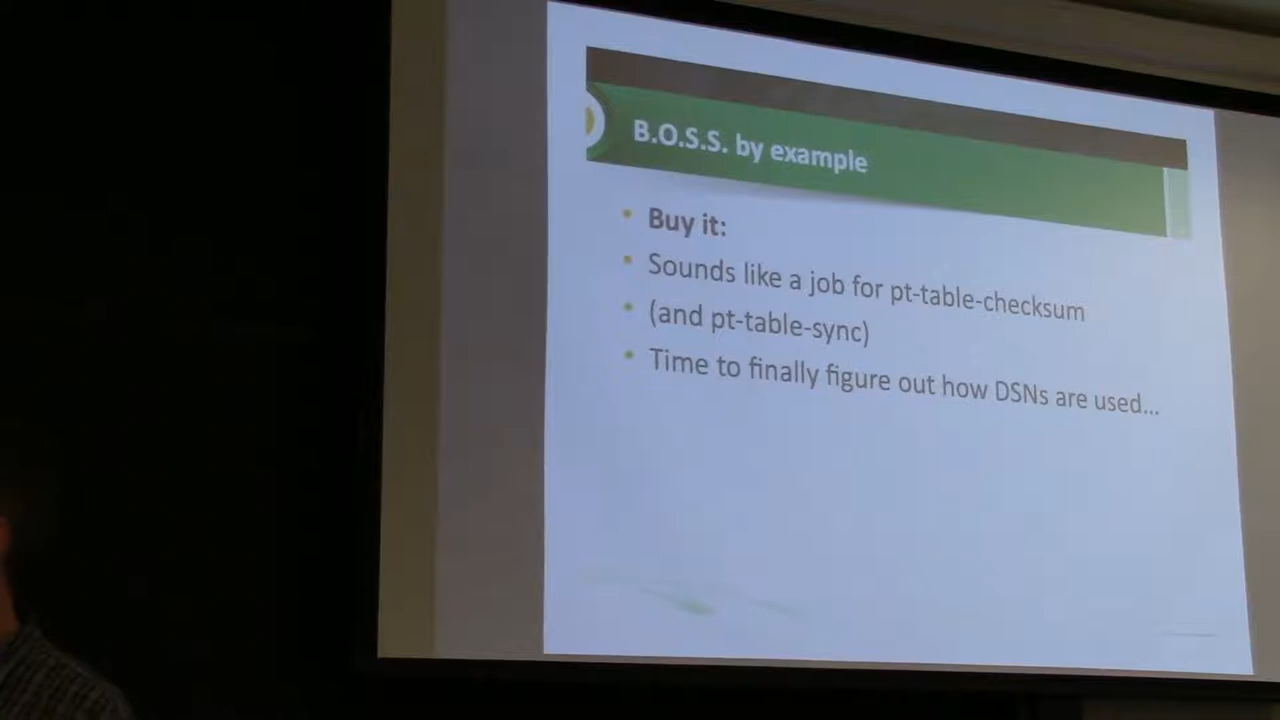 B.O.S.S. by example
Buy it:
Sounds like a job for pt-table-checksum
(and pt-table-sync)
Time to finally figure out how DSNs are used...